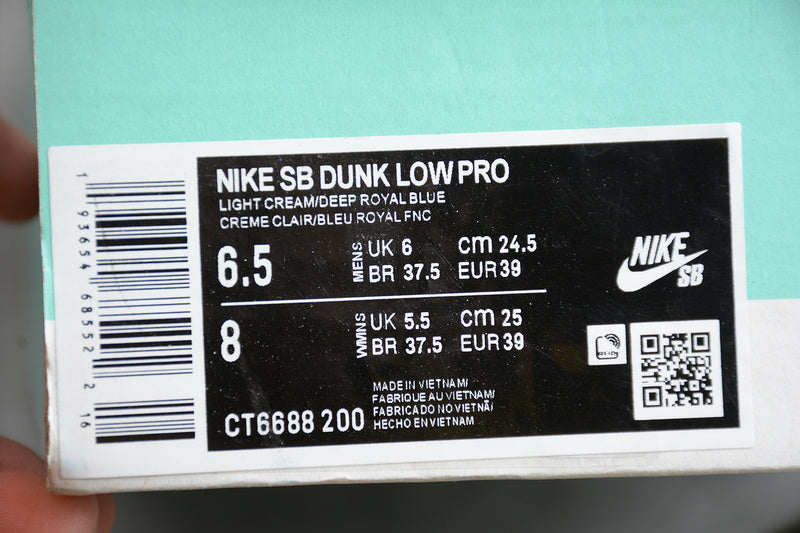 NIKE SB DUNK LOW PRO
LIGHT CREAM/DEEP ROYAL BLUE
CREME CLAIR/BLEU ROYAL FNC
6.5
MENS
UK 6 CM 24.5
BR 37.5 EUR 39
8
WMNS
UK 5.5 CM 25
BR 37.5 EUR 39
MADE IN VIETNAM/
FABRIQUE AU VIETNAM/
FABRICADO NO VIETNÃ/
HECHO EN VIETNAM
CT6688 200
NIKE
SB
1 93654 68552 2 16